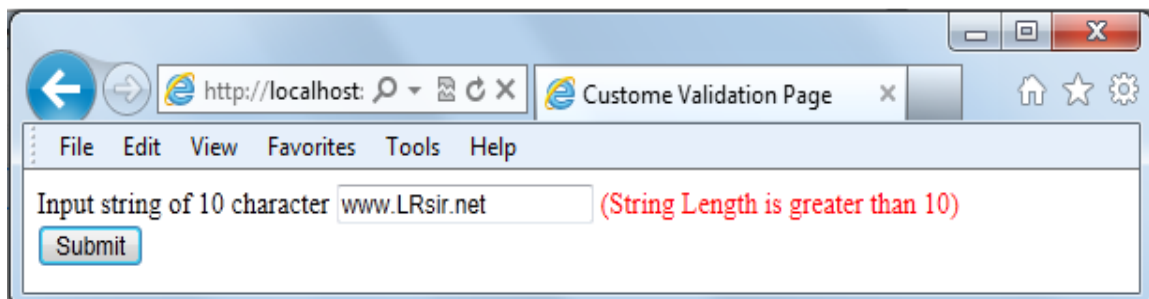 http://localhost:
Custome Validation Page
File Edit View Favorites Tools Help
Input string of 10 character www.LRsir.net (String Length is greater than 10)
Submit